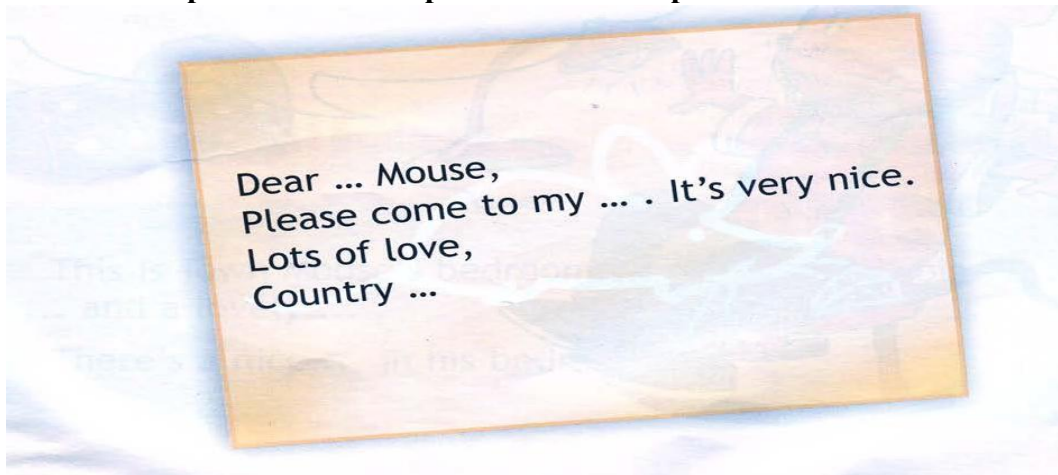 Dear ... Mouse,
Please come to my ... . It's very nice.
Lots of love,
Country ...